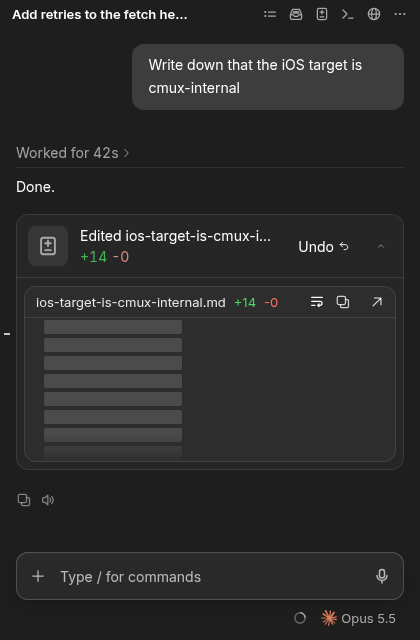 Add retries to the fetch he...
Write down that the iOS target is
cmux-internal
Worked for 42s
Done.
Edited ios-target-is-cmux-i...
+14 -0
Undo
ios-target-is-cmux-internal.md +14 -0
Type / for commands
Opus 5.5